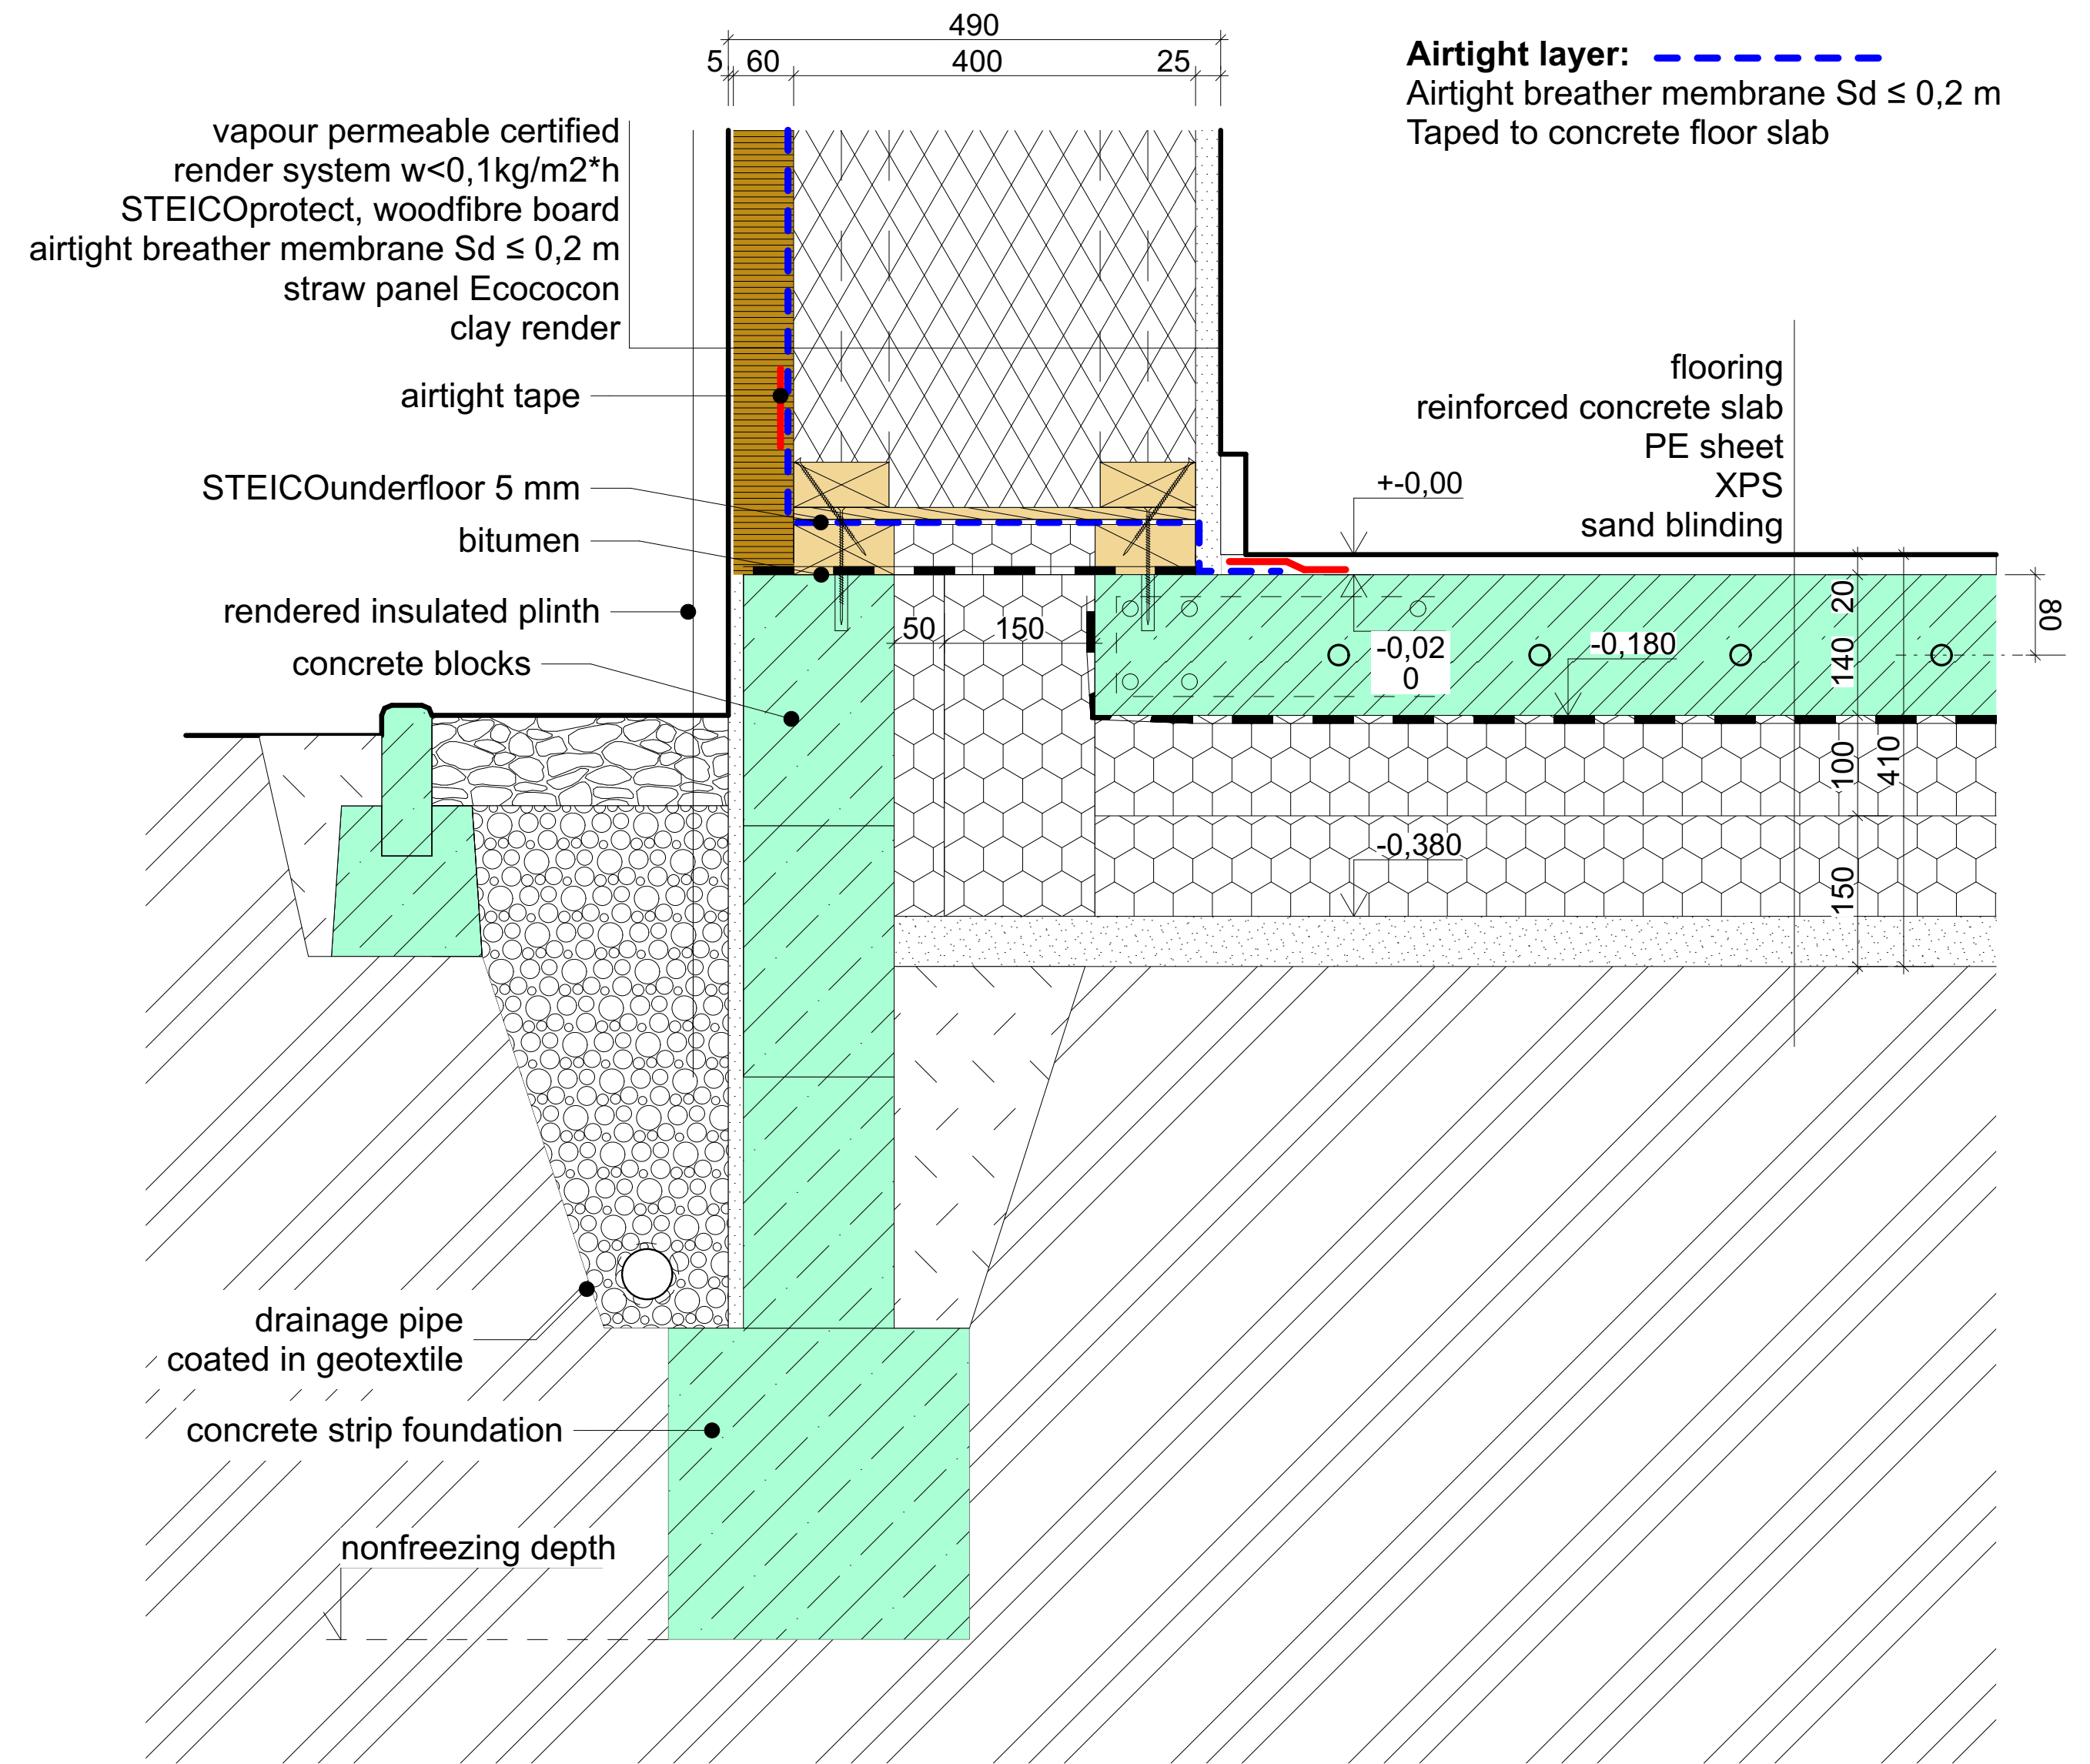 490
5 60 400 25
Airtight layer:
Airtight breather membrane Sd ≤ 0,2 m
Taped to concrete floor slab
vapour permeable certified
render system w<0,1kg/m2*h
STEICOprotect, woodfibre board
airtight breather membrane Sd ≤ 0,2 m
straw panel Ecococon
clay render
airtight tape
STEICOunderfloor 5 mm
bitumen
rendered insulated plinth
concrete blocks
flooring
reinforced concrete slab
PE sheet
XPS
sand blinding
+-0,00
50 150
-0,02
0
-0,180
-0,380
20
140
100
150
410
80
drainage pipe
coated in geotextile
concrete strip foundation
nonfreezing depth